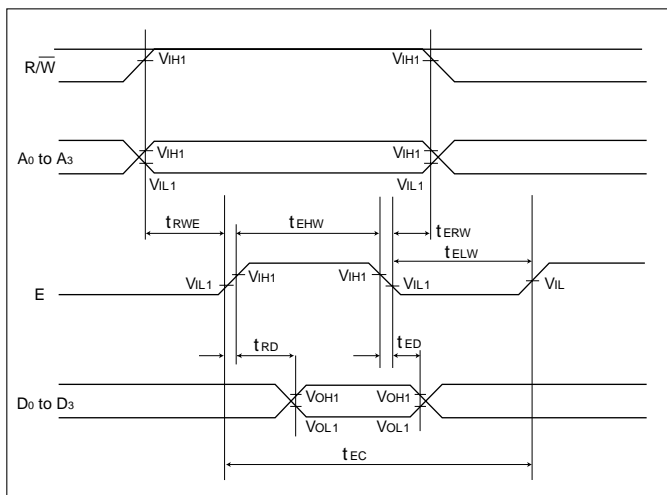 R/W̅
VIH1 VIH1
A0 to A3
VIH1 VIH1
VIL1 VIL1
tRWE tEHW tERW
tELW
E
VIL1 VIH1 VIH1 VIL1 VIL
tRD tED
D0 to D3
VOH1 VOH1
VOL1 VOL1
tEC